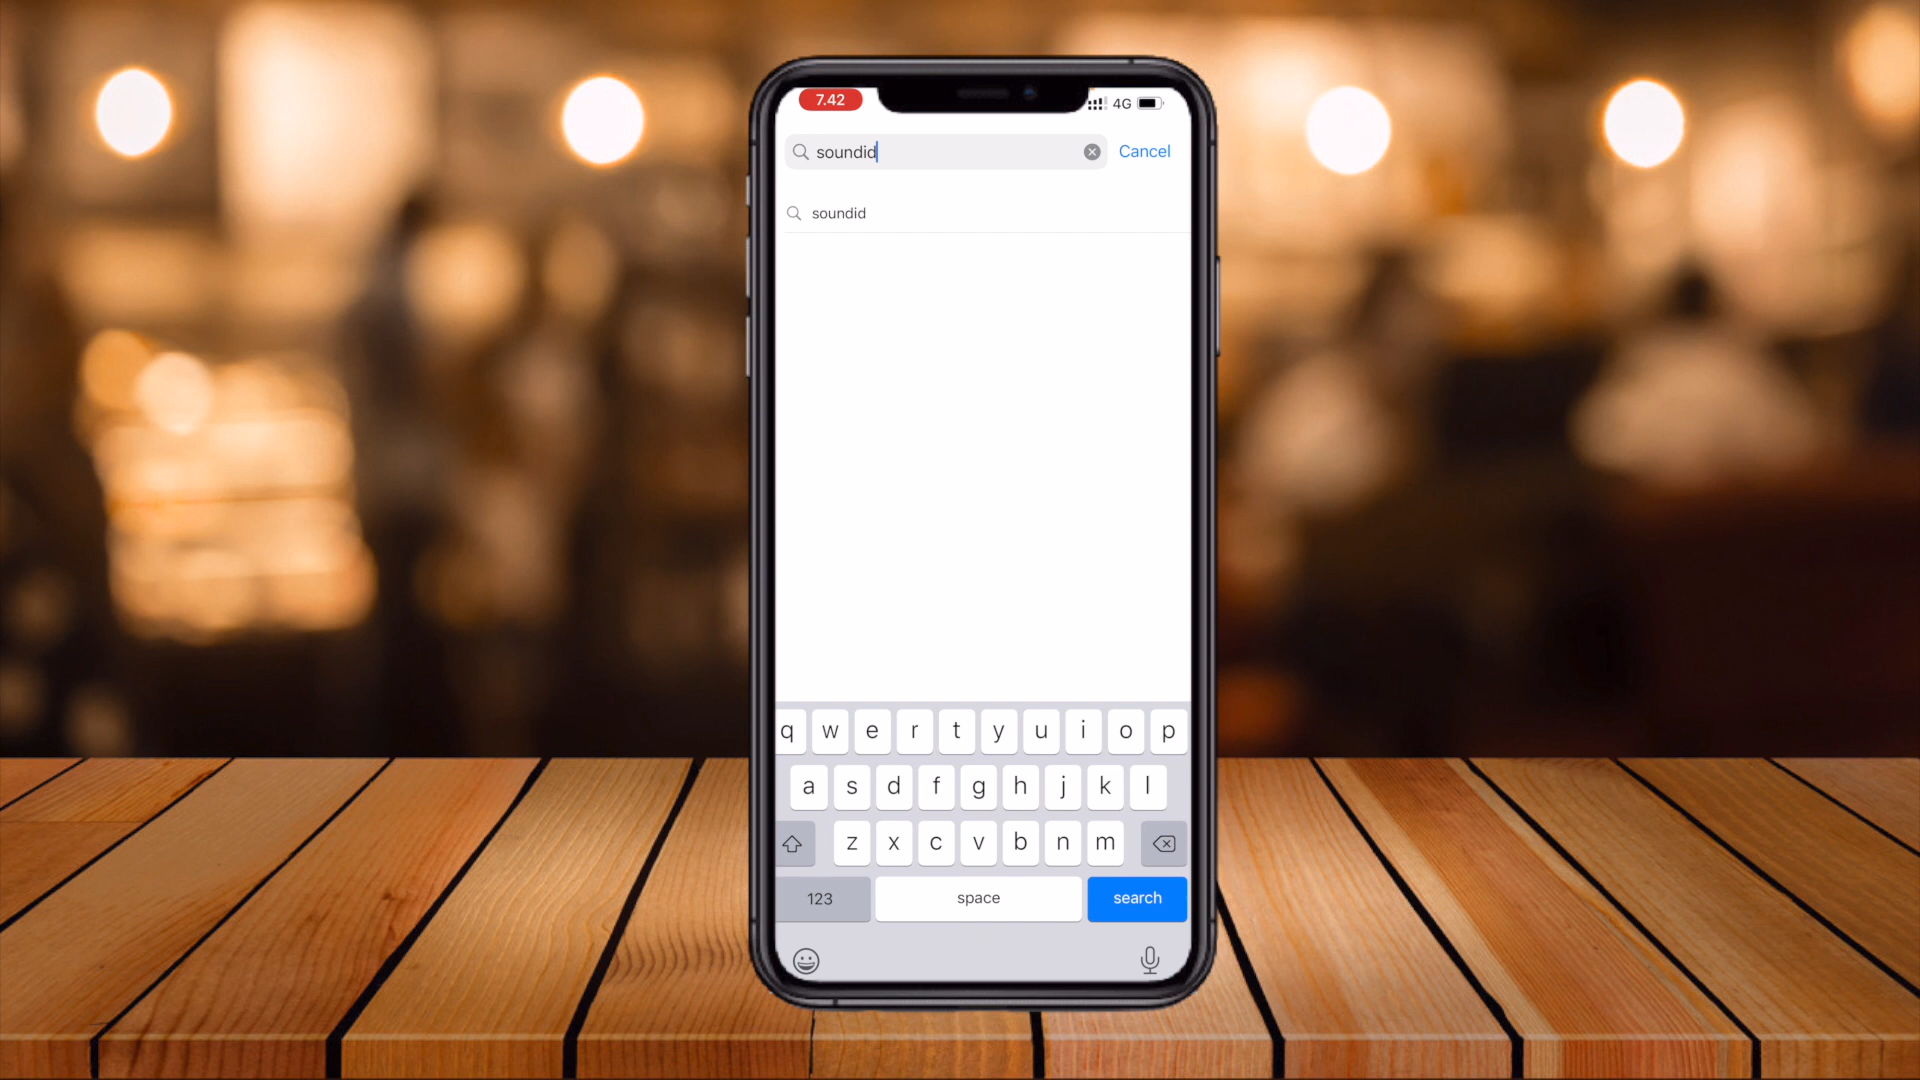 7.42 4G
soundid Cancel
soundid
q w e r t y u i o p
a s d f g h j k l
z x c v b n m
123 space search